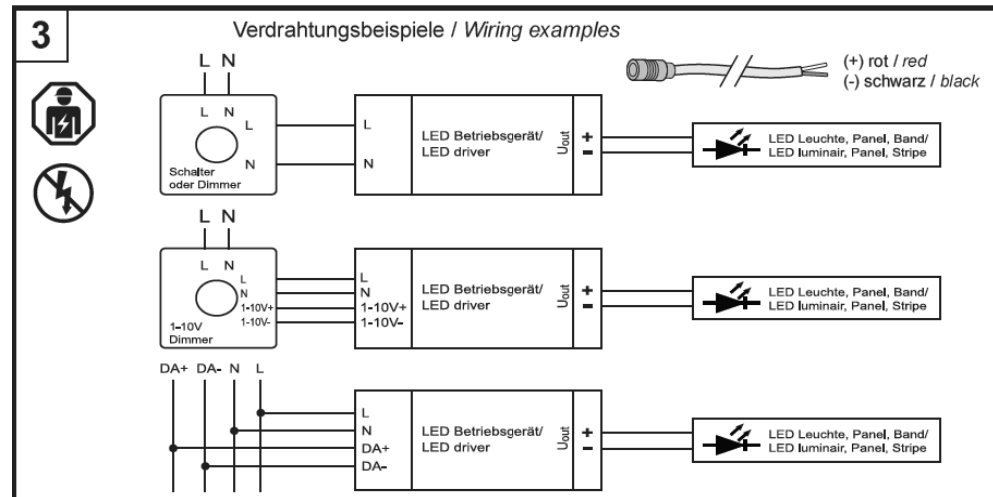 3
Verdrahtungsbeispiele / Wiring examples
(+) rot / red
(-) schwarz / black
L N
L N
L
N
Schalter
oder Dimmer
L
N
LED Betriebsgerät/
LED driver
Uout
+
-
LED Leuchte, Panel, Band/
LED luminair, Panel, Stripe
L N
L N
L
N
1-10V+
1-10V-
1-10V
Dimmer
L
N
1-10V+
1-10V-
LED Betriebsgerät/
LED driver
Uout
+
-
LED Leuchte, Panel, Band/
LED luminair, Panel, Stripe
DA+ DA- N L
L
N
DA+
DA-
LED Betriebsgerät/
LED driver
Uout
+
-
LED Leuchte, Panel, Band/
LED luminair, Panel, Stripe